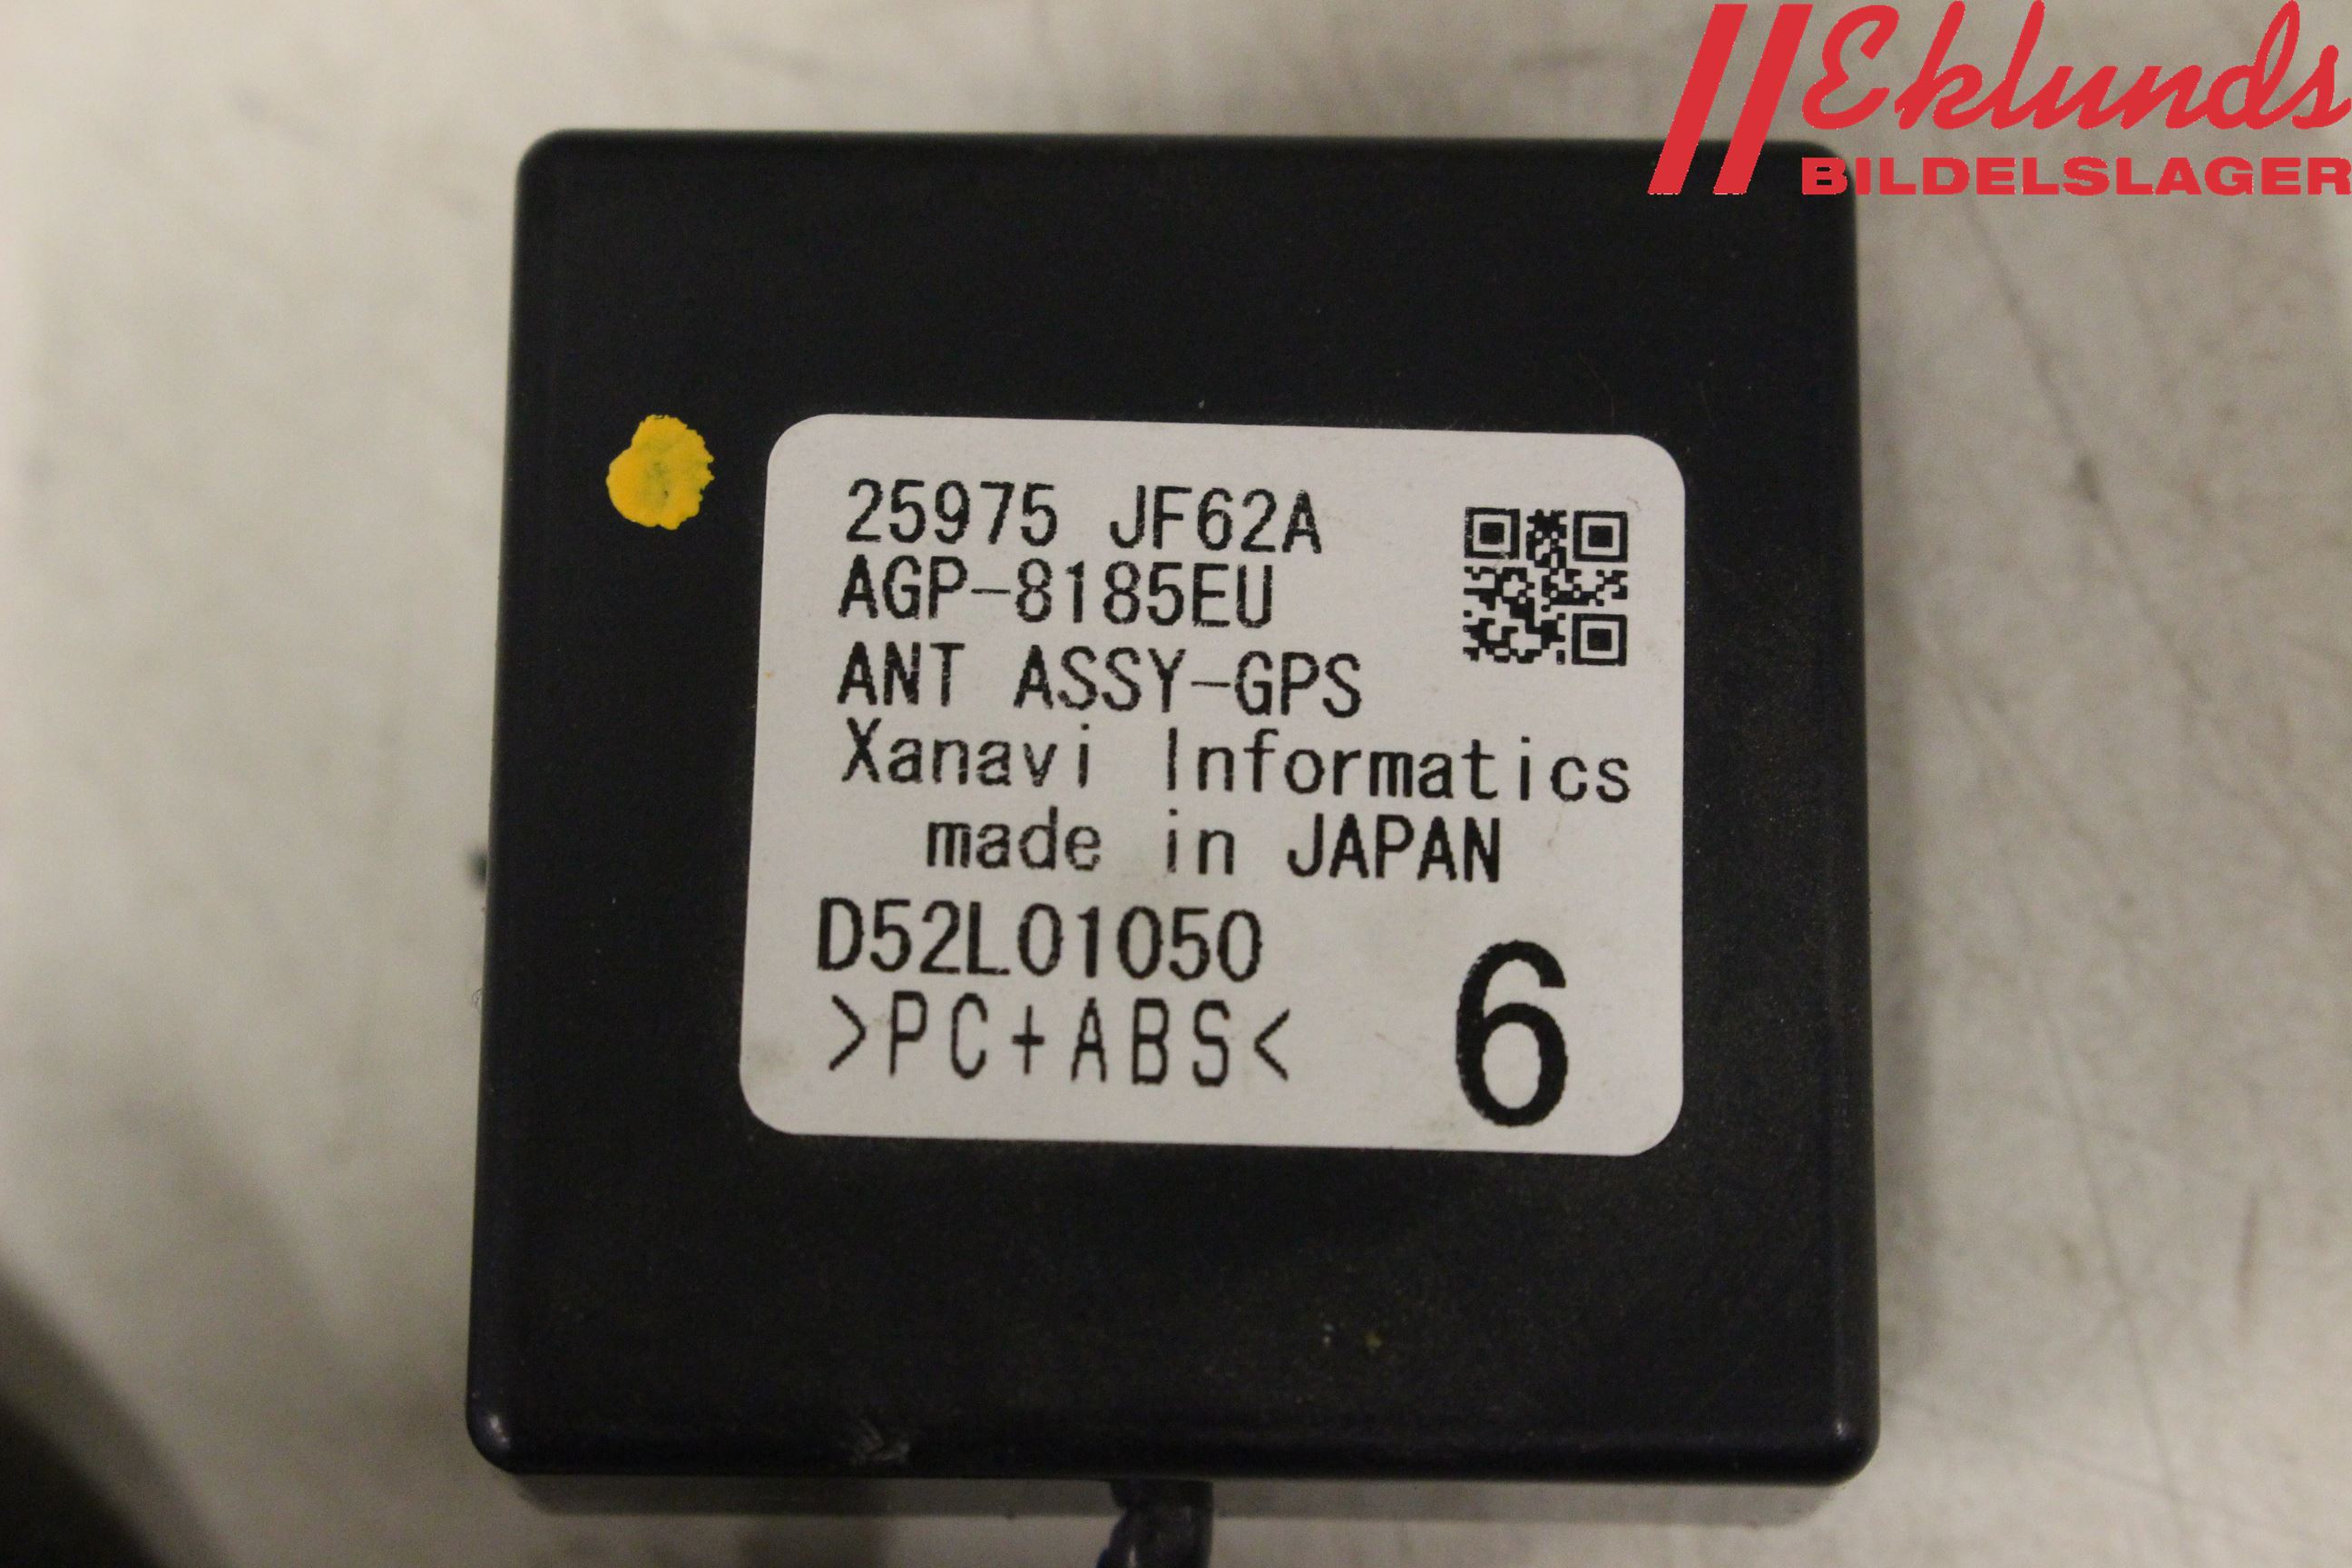 Eklunds
BILDELSLAGER
25975 JF62A
AGP-8185EU
ANT ASSY-GPS
Xanavi Informatics
made in JAPAN
D52L01050
>PC+ABS<
6